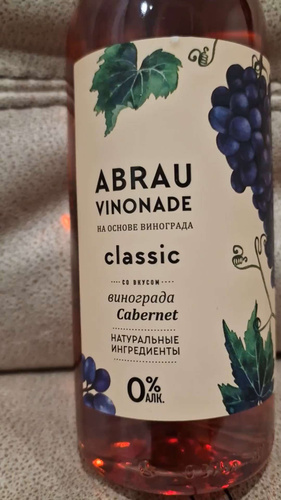 ABRAU
VINONADE
НА ОСНОВЕ ВИНОГРАДА
classic
СО ВКУСОМ
винограда
Cabernet
НАТУРАЛЬНЫЕ
ИНГРЕДИЕНТЫ
0%
АЛК.